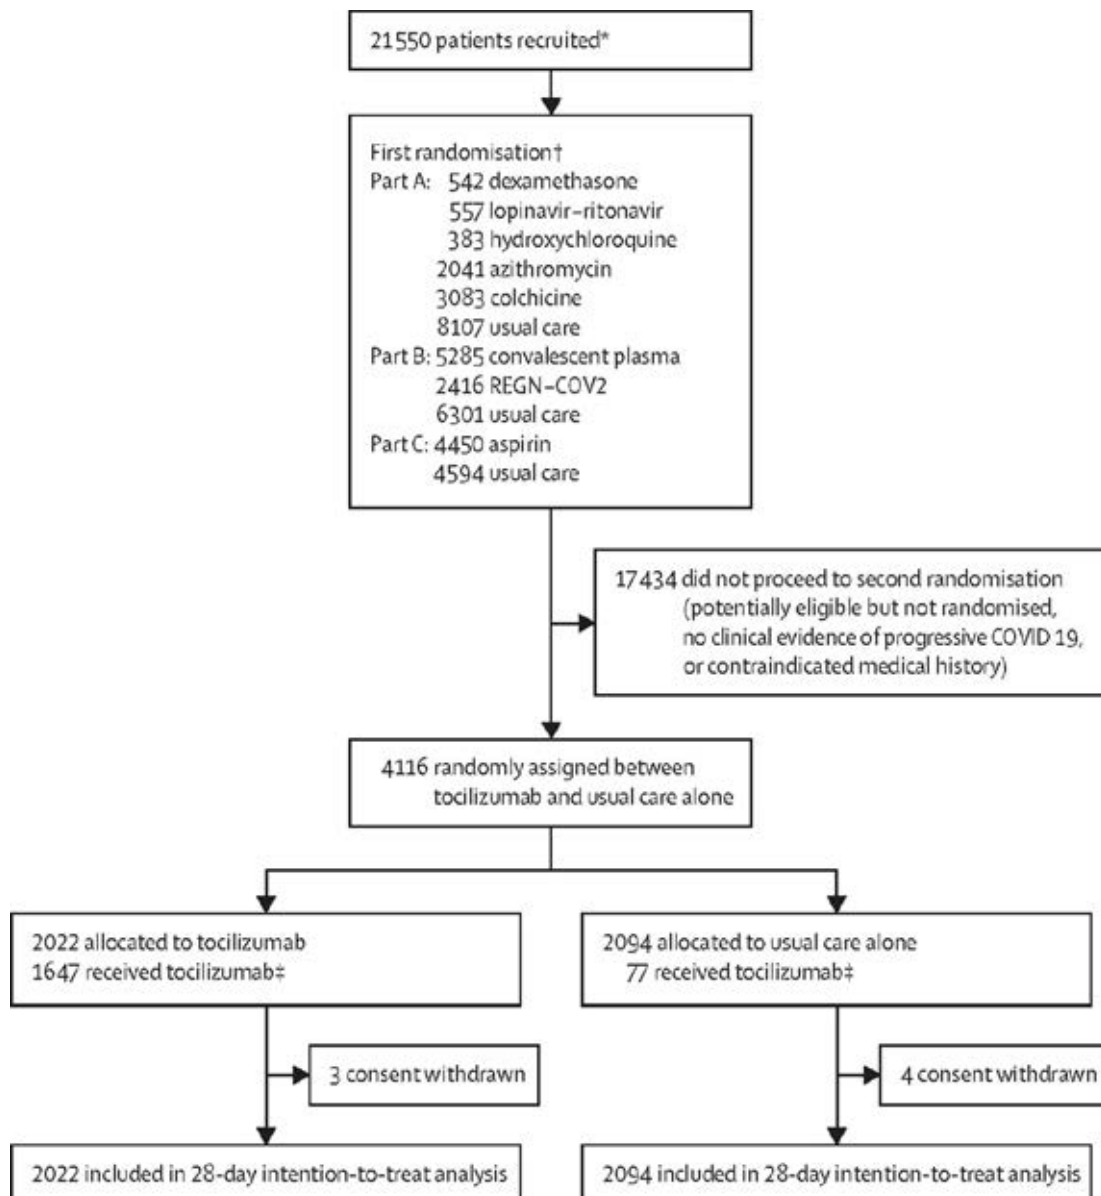 21550 patients recruited*
First randomisation†
Part A: 542 dexamethasone
557 lopinavir–ritonavir
383 hydroxychloroquine
2041 azithromycin
3083 colchicine
8107 usual care
Part B: 5285 convalescent plasma
2416 REGN–COV2
6301 usual care
Part C: 4450 aspirin
4594 usual care
17434 did not proceed to second randomisation
(potentially eligible but not randomised,
no clinical evidence of progressive COVID 19,
or contraindicated medical history)
4116 randomly assigned between
tocilizumab and usual care alone
2022 allocated to tocilizumab
1647 received tocilizumab‡
2094 allocated to usual care alone
77 received tocilizumab‡
3 consent withdrawn
4 consent withdrawn
2022 included in 28-day intention-to-treat analysis
2094 included in 28-day intention-to-treat analysis